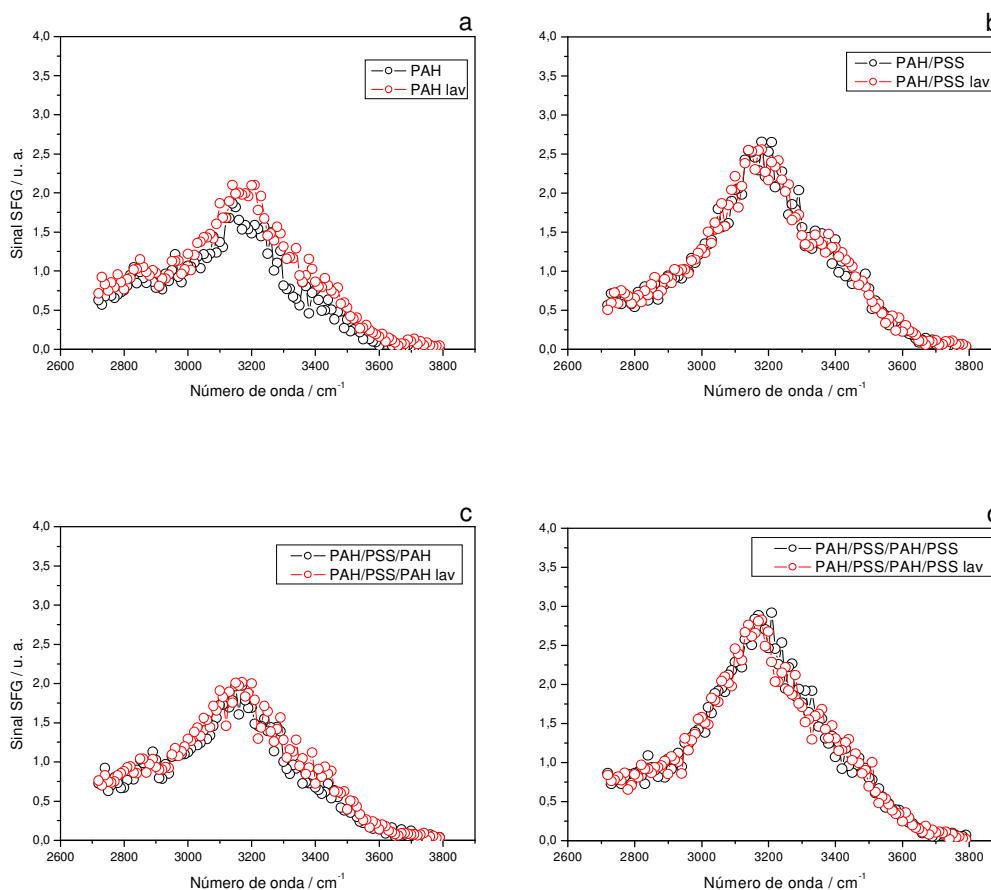 a
4,0
3,5
3,0
2,5
2,0
1,5
1,0
0,5
0,0
Sinal SFG / u. a.
PAH
PAH lav
2600 2800 3000 3200 3400 3600 3800
Número de onda / cm⁻¹
b
4,0
3,5
3,0
2,5
2,0
1,5
1,0
0,5
0,0
PAH/PSS
PAH/PSS lav
2600 2800 3000 3200 3400 3600 3800
Número de onda / cm⁻¹
c
4,0
3,5
3,0
2,5
2,0
1,5
1,0
0,5
0,0
Sinal SFG / u. a.
PAH/PSS/PAH
PAH/PSS/PAH lav
2600 2800 3000 3200 3400 3600 3800
Número de onda / cm⁻¹
d
4,0
3,5
3,0
2,5
2,0
1,5
1,0
0,5
0,0
PAH/PSS/PAH/PSS
PAH/PSS/PAH/PSS lav
2600 2800 3000 3200 3400 3600 3800
Número de onda / cm⁻¹